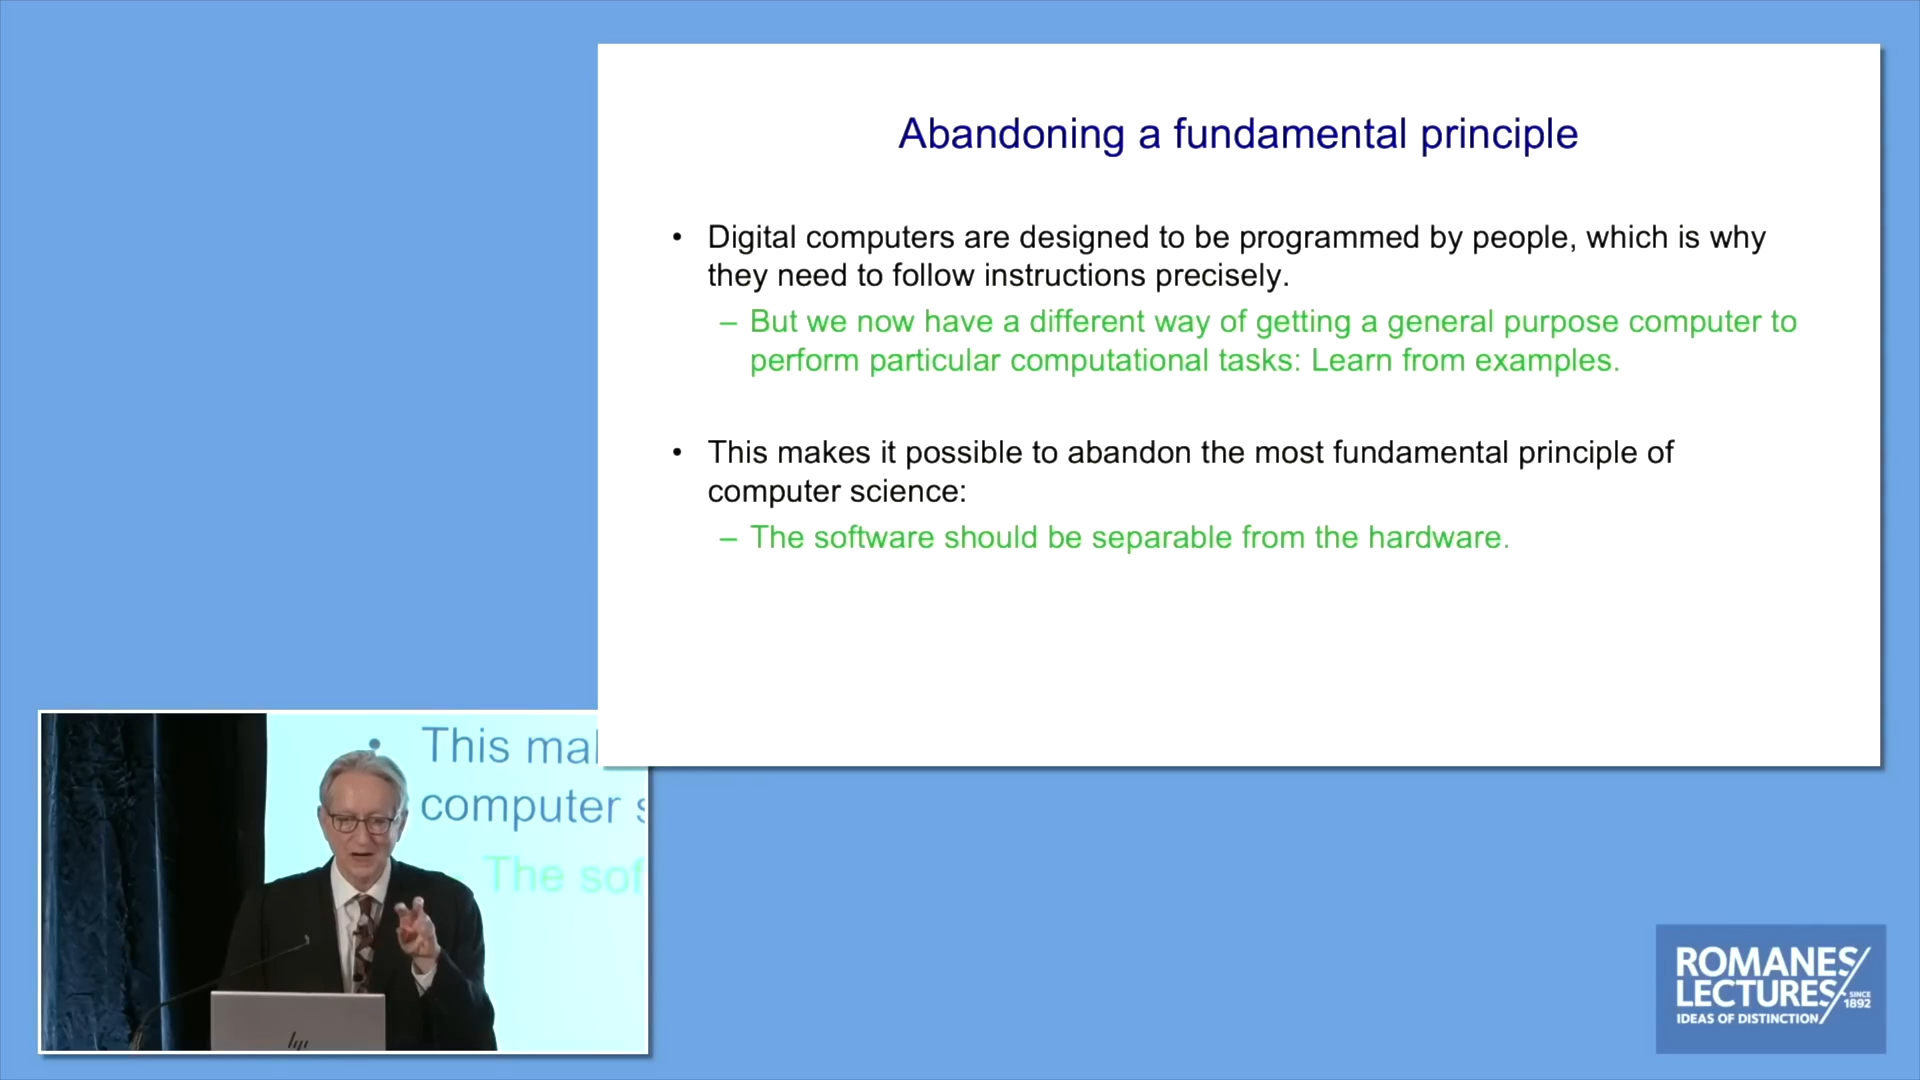 Abandoning a fundamental principle
• Digital computers are designed to be programmed by people, which is why
they need to follow instructions precisely.
– But we now have a different way of getting a general purpose computer to
perform particular computational tasks: Learn from examples.
• This makes it possible to abandon the most fundamental principle of
computer science:
– The software should be separable from the hardware.
• This mal
computer s
The sof
hp
ROMANES
LECTURES
SINCE
1892
IDEAS OF DISTINCTION